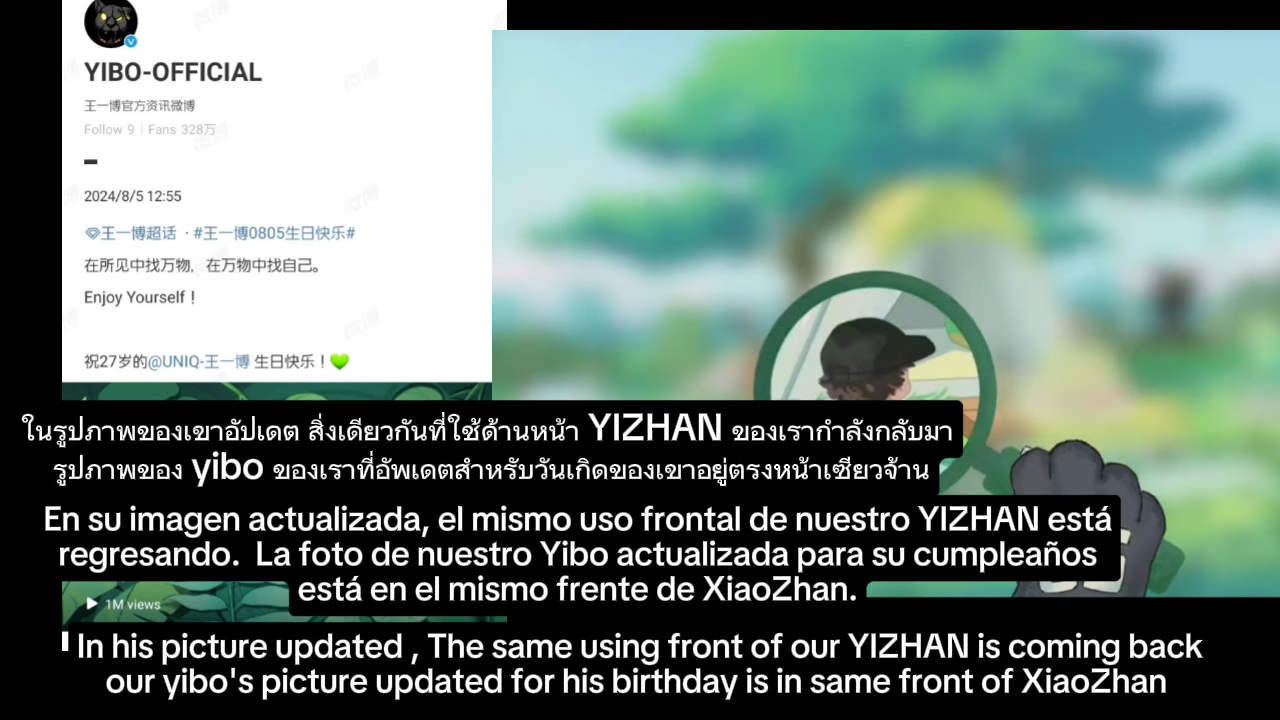 YIBO-OFFICIAL
王一博官方资讯微博
Follow 9 | Fans 328万
2024/8/5 12:55
王一博超话 · #王一博0805生日快乐#
在所见中找万物，在万物中找自己。
Enjoy Yourself！
祝27岁的@UNIQ-王一博 生日快乐！💚
ในรูปภาพของเขาอัปเดต สิ่งเดียวกันที่ใช้ด้านหน้า YIZHAN ของเรากำลังกลับมา
รูปภาพของ yibo ของเราที่อัพเดตสำหรับวันเกิดของเขาอยู่ตรงหน้าเซียวจ้าน
En su imagen actualizada, el mismo uso frontal de nuestro YIZHAN está
regresando. La foto de nuestro Yibo actualizada para su cumpleaños
está en el mismo frente de XiaoZhan.
1M views
In his picture updated , The same using front of our YIZHAN is coming back
our yibo's picture updated for his birthday is in same front of XiaoZhan